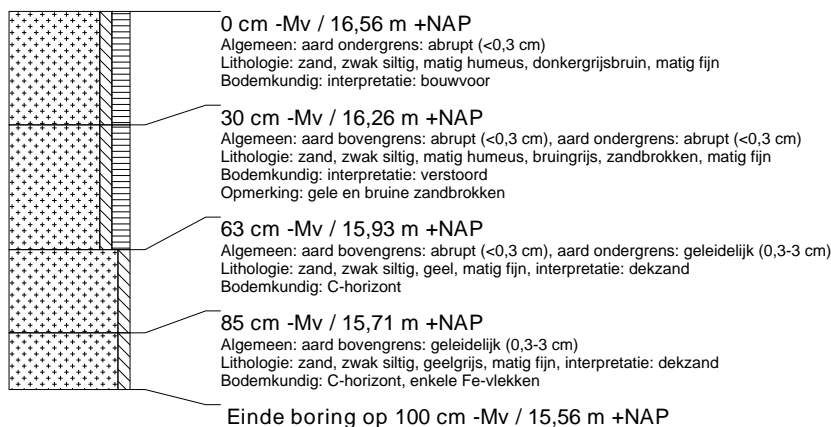 0 cm -Mv / 16,56 m +NAP
Algemeen: aard ondergrens: abrupt (<0,3 cm)
Lithologie: zand, zwak siltig, matig humeus, donkergrijsbruin, matig fijn
Bodemkundig: interpretatie: bouwvoor
30 cm -Mv / 16,26 m +NAP
Algemeen: aard bovengrens: abrupt (<0,3 cm), aard ondergrens: abrupt (<0,3 cm)
Lithologie: zand, zwak siltig, matig humeus, bruingrijs, zandbrokken, matig fijn
Bodemkundig: interpretatie: verstoord
Opmerking: gele en bruine zandbrokken
63 cm -Mv / 15,93 m +NAP
Algemeen: aard bovengrens: abrupt (<0,3 cm), aard ondergrens: geleidelijk (0,3-3 cm)
Lithologie: zand, zwak siltig, geel, matig fijn, interpretatie: dekzand
Bodemkundig: C-horizont
85 cm -Mv / 15,71 m +NAP
Algemeen: aard bovengrens: geleidelijk (0,3-3 cm)
Lithologie: zand, zwak siltig, geelgrijs, matig fijn, interpretatie: dekzand
Bodemkundig: C-horizont, enkele Fe-vlekken
Einde boring op 100 cm -Mv / 15,56 m +NAP